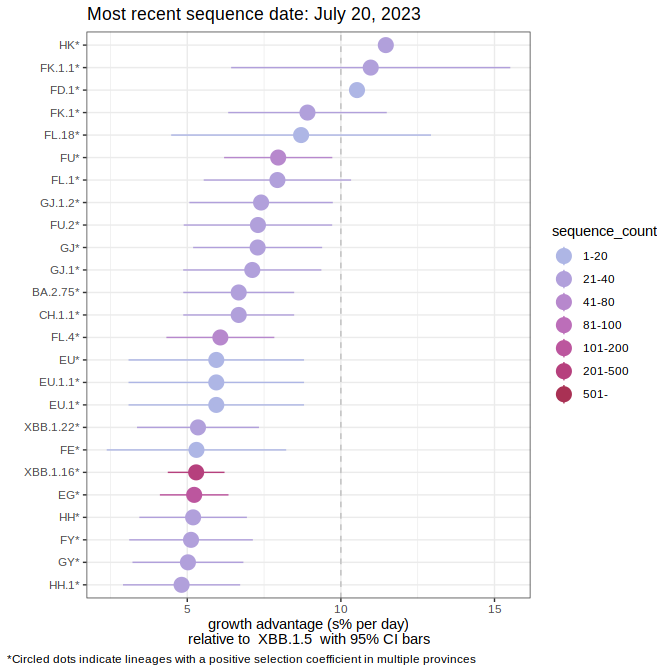 Most recent sequence date: July 20, 2023
HK*
FK.1.1*
FD.1*
FK.1*
FL.18*
FU*
FL.1*
GJ.1.2*
FU.2*
GJ*
GJ.1*
BA.2.75*
CH.1.1*
FL.4*
EU*
EU.1.1*
EU.1*
XBB.1.22*
FE*
XBB.1.16*
EG*
HH*
FY*
GY*
HH.1*
5
10
15
growth advantage (s% per day)
relative to XBB.1.5 with 95% CI bars
sequence_count
1-20
21-40
41-80
81-100
101-200
201-500
501-
*Circled dots indicate lineages with a positive selection coefficient in multiple provinces